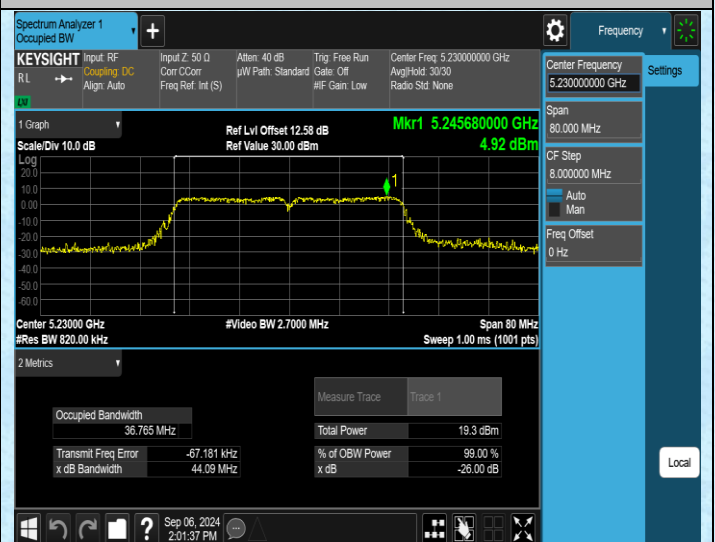 Spectrum Analyzer 1
Occupied BW
Frequency
KEYSIGHT
RL
LXI
Input: RF
Coupling: DC
Align: Auto
Input Z: 50 Ω
Corr CCorr
Freq Ref: Int (S)
Atten: 40 dB
µW Path: Standard
Trig: Free Run
Gate: Off
#IF Gain: Low
Center Freq: 5.230000000 GHz
Avg|Hold: 30/30
Radio Std: None
Center Frequency
5.230000000 GHz
Settings
Span
80.000 MHz
CF Step
8.000000 MHz
Auto
Man
Freq Offset
0 Hz
1 Graph
Scale/Div 10.0 dB
Ref Lvl Offset 12.58 dB
Ref Value 30.00 dBm
Mkr1 5.245680000 GHz
4.92 dBm
Log
20.0
10.0
0.00
-10.0
-20.0
-30.0
-40.0
-50.0
-60.0
1
Center 5.23000 GHz
#Video BW 2.7000 MHz
Span 80 MHz
#Res BW 820.00 kHz
Sweep 1.00 ms (1001 pts)
2 Metrics
Measure Trace
Trace 1
Occupied Bandwidth
36.765 MHz
Total Power
19.3 dBm
Transmit Freq Error
-67.181 kHz
% of OBW Power
99.00 %
x dB Bandwidth
44.09 MHz
x dB
-26.00 dB
Local
?
Sep 06, 2024
2:01:37 PM